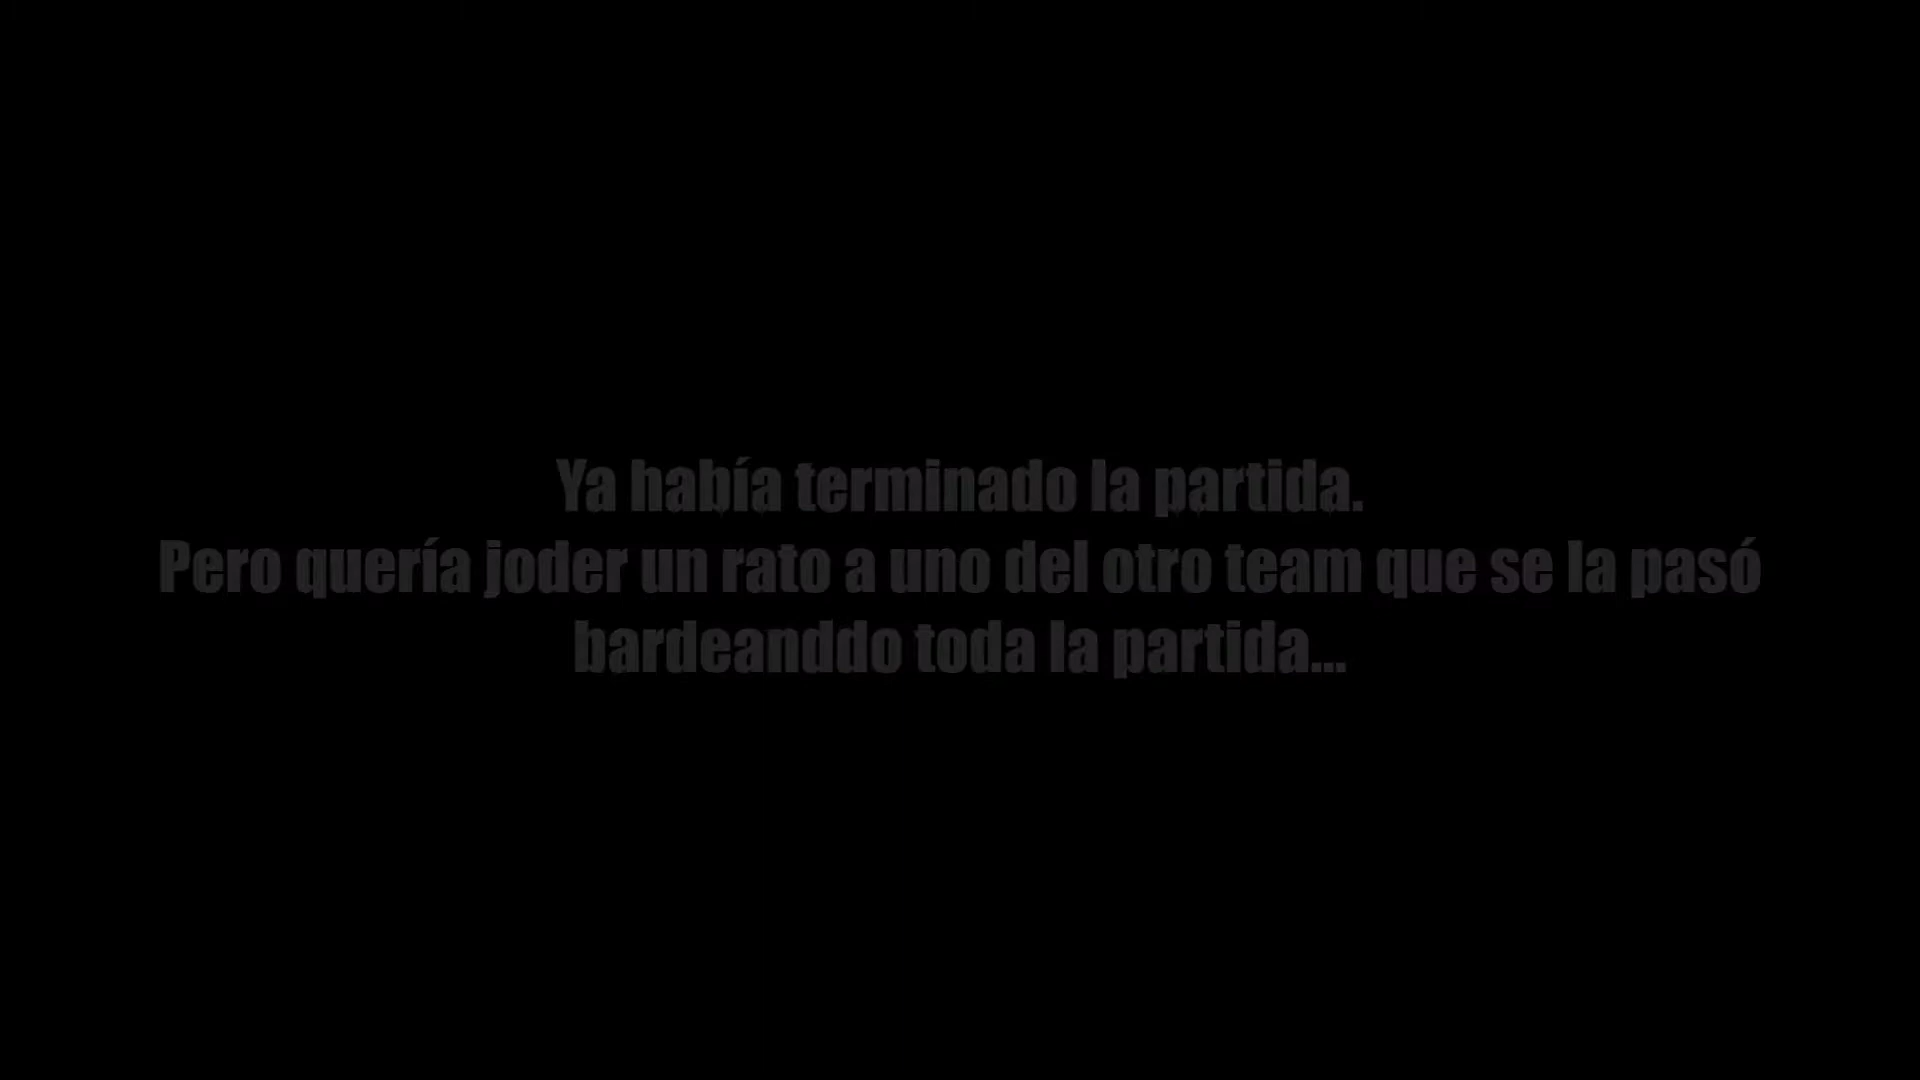 Ya había terminado la partida.
Pero quería joder un rato a uno del otro team que se la pasó
bardeanddo toda la partida...